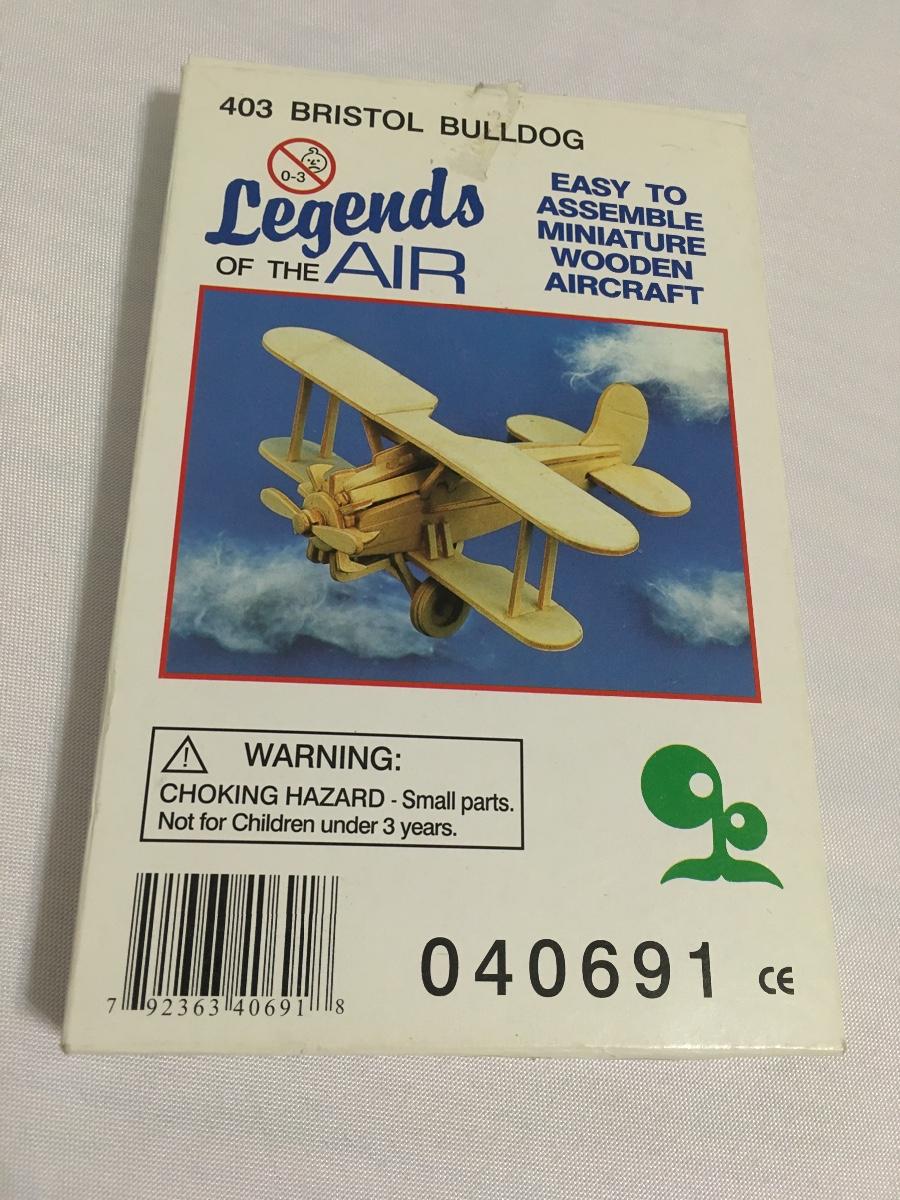 403 BRISTOL BULLDOG
0-3
Legends
OF THE AIR
EASY TO
ASSEMBLE
MINIATURE
WOODEN
AIRCRAFT
WARNING:
CHOKING HAZARD - Small parts.
Not for Children under 3 years.
7 92363 40691 8
040691 CE